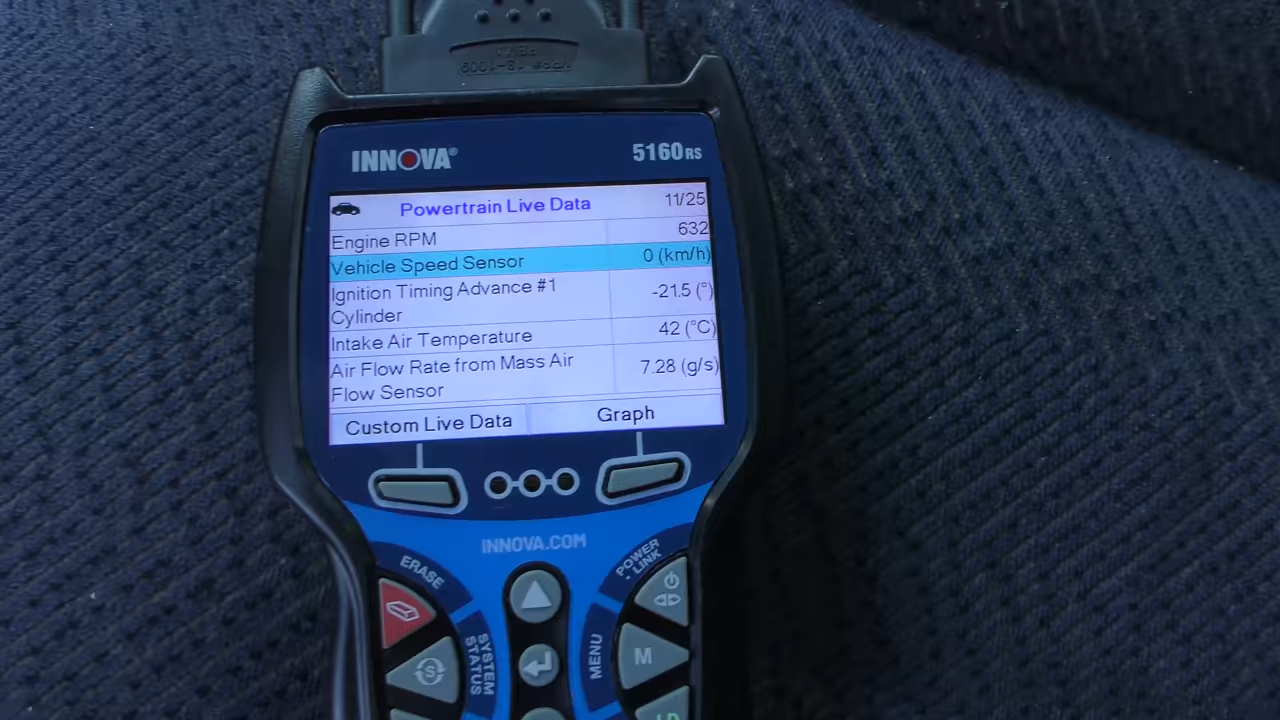 INNOVA®
5160RS
Powertrain Live Data 11/25
Engine RPM 632
Vehicle Speed Sensor 0 (km/h)
Ignition Timing Advance #1
Cylinder -21.5 (°)
Intake Air Temperature 42 (°C)
Air Flow Rate from Mass Air
Flow Sensor 7.28 (g/s)
Custom Live Data Graph
INNOVA.COM
ERASE
POWER
• LINK
SYSTEM
STATUS
MENU
S
M